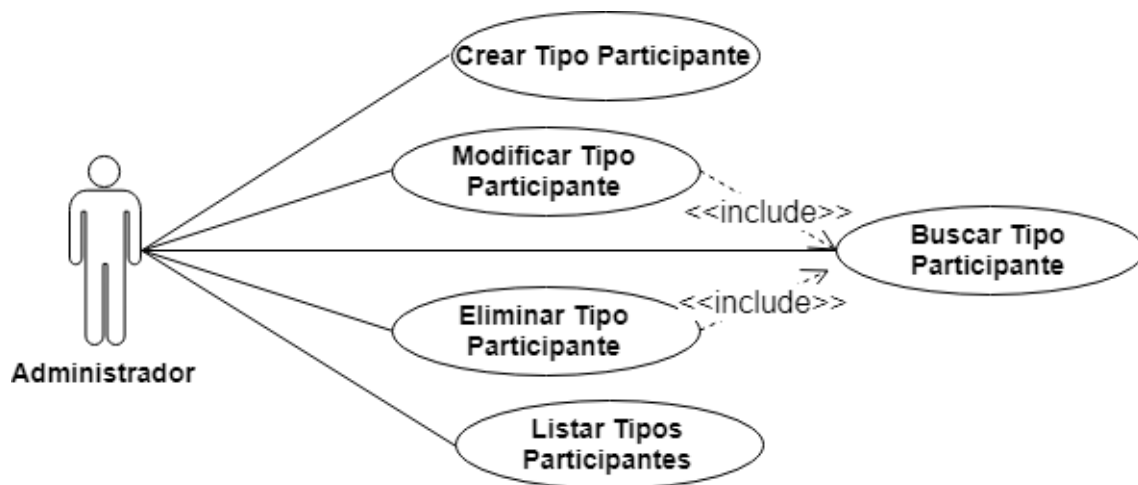 Crear Tipo Participante
Modificar Tipo
Participante
<<include>>
Buscar Tipo
Participante
<<include>>
Eliminar Tipo
Participante
Administrador
Listar Tipos
Participantes